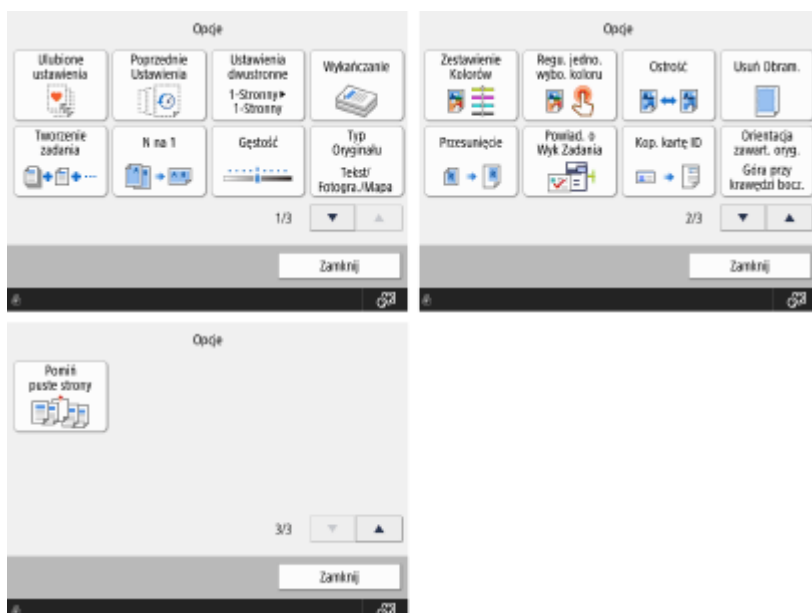 Opcje
Ulubione
ustawienia
Poprzednie
Ustawienia
Ustawienia
dwustronne
1-Stronny►
1-Stronny
Wykańczanie
Tworzenie
zadania
N na 1
Gęstość
Typ
Oryginału
Tekst/
Fotogra./Mapa
1/3
Zamknij
Opcje
Zestawienie
Kolorów
Regu. jedno.
wybo. koloru
Ostrość
Usuń Obram.
Przesunięcie
Powiad. o
Wyk Zadania
Kop. kartę ID
Orientacja
zawart. oryg.
Góra przy
krawędzi bocz.
2/3
Zamknij
Opcje
Pomiń
puste strony
3/3
Zamknij